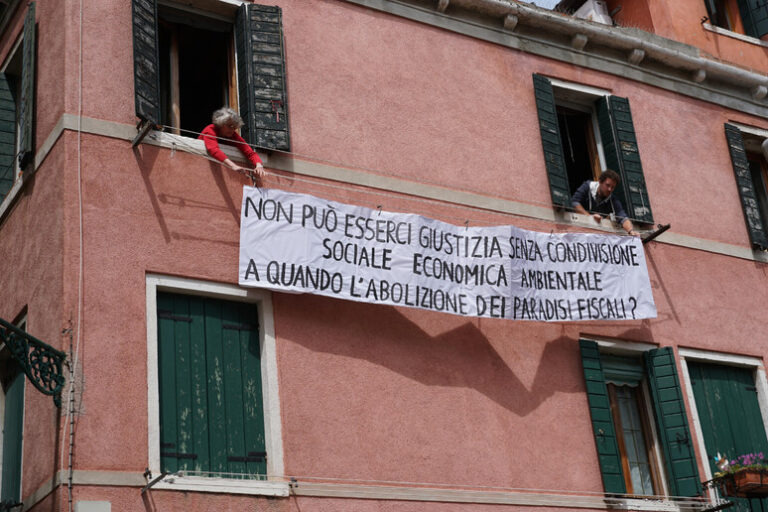 NON PUÒ ESSERCI GIUSTIZIA SENZA CONDIVISIONE
SOCIALE ECONOMICA AMBIENTALE
A QUANDO L'ABOLIZIONE DEI PARADISI FISCALI?